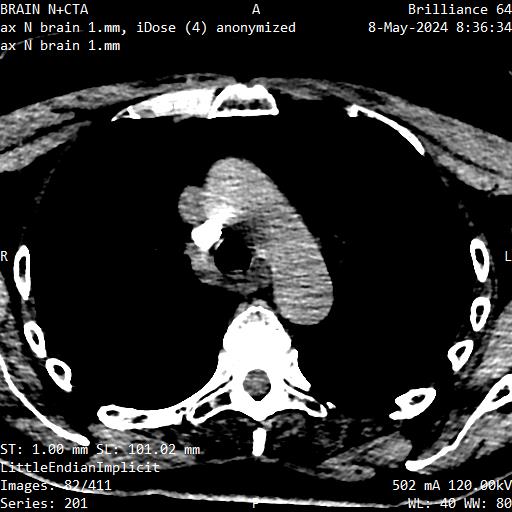 BRAIN N+CTA
A
Brilliance 64
ax N brain 1.mm, iDose (4) anonymized
8-May-2024 8:36:34
ax N brain 1.mm
R
L
ST: 1.00 mm SL: 101.02 mm
LittleEndianImplicit
Images: 82/411
502 mA 120.00kV
Series: 201
P
WL: 40 WW: 80